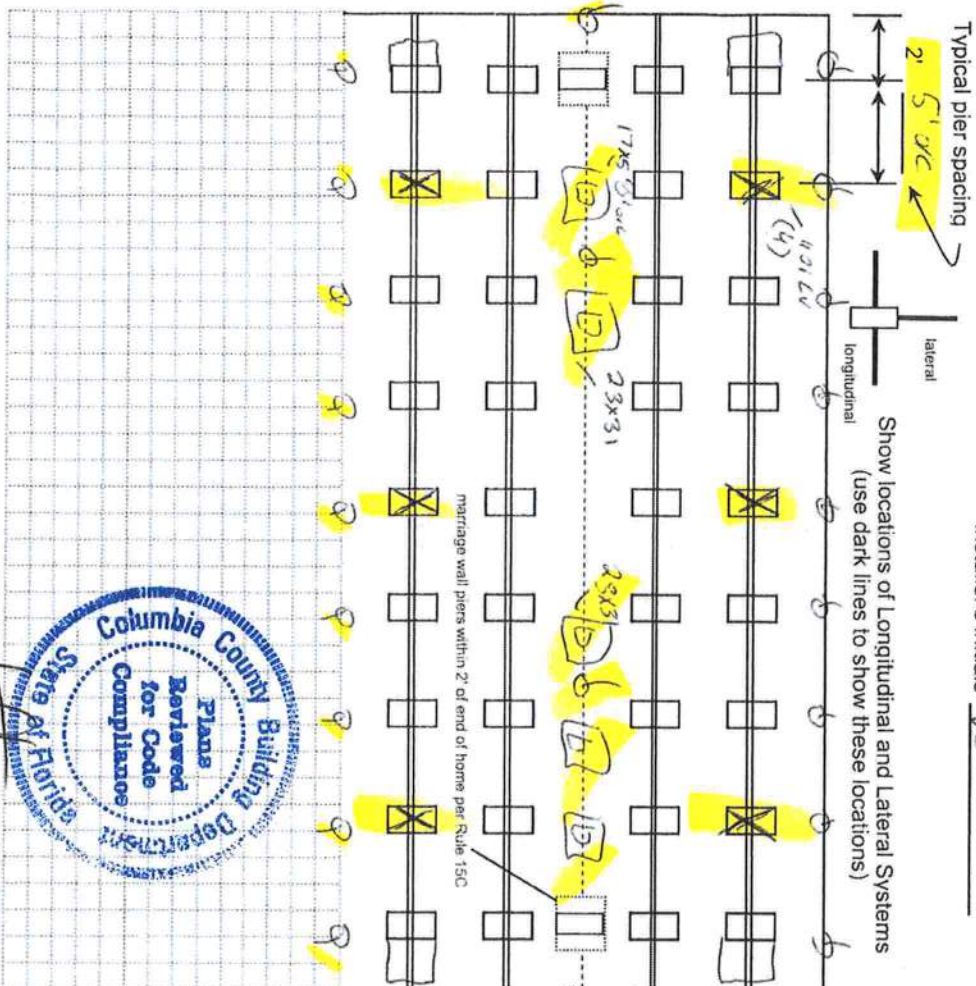 Typical pier spacing
2'
5' o/c
lateral
longitudinal
Show locations of Longitudinal and Lateral Systems
(use dark lines to show these locations)
(4)
17x25
23x31
23x31
marriage wall piers within 2' of end of home per Rule 15C
Columbia County Building Department
Plans
Reviewed
for Code
Compliance
State of Florida